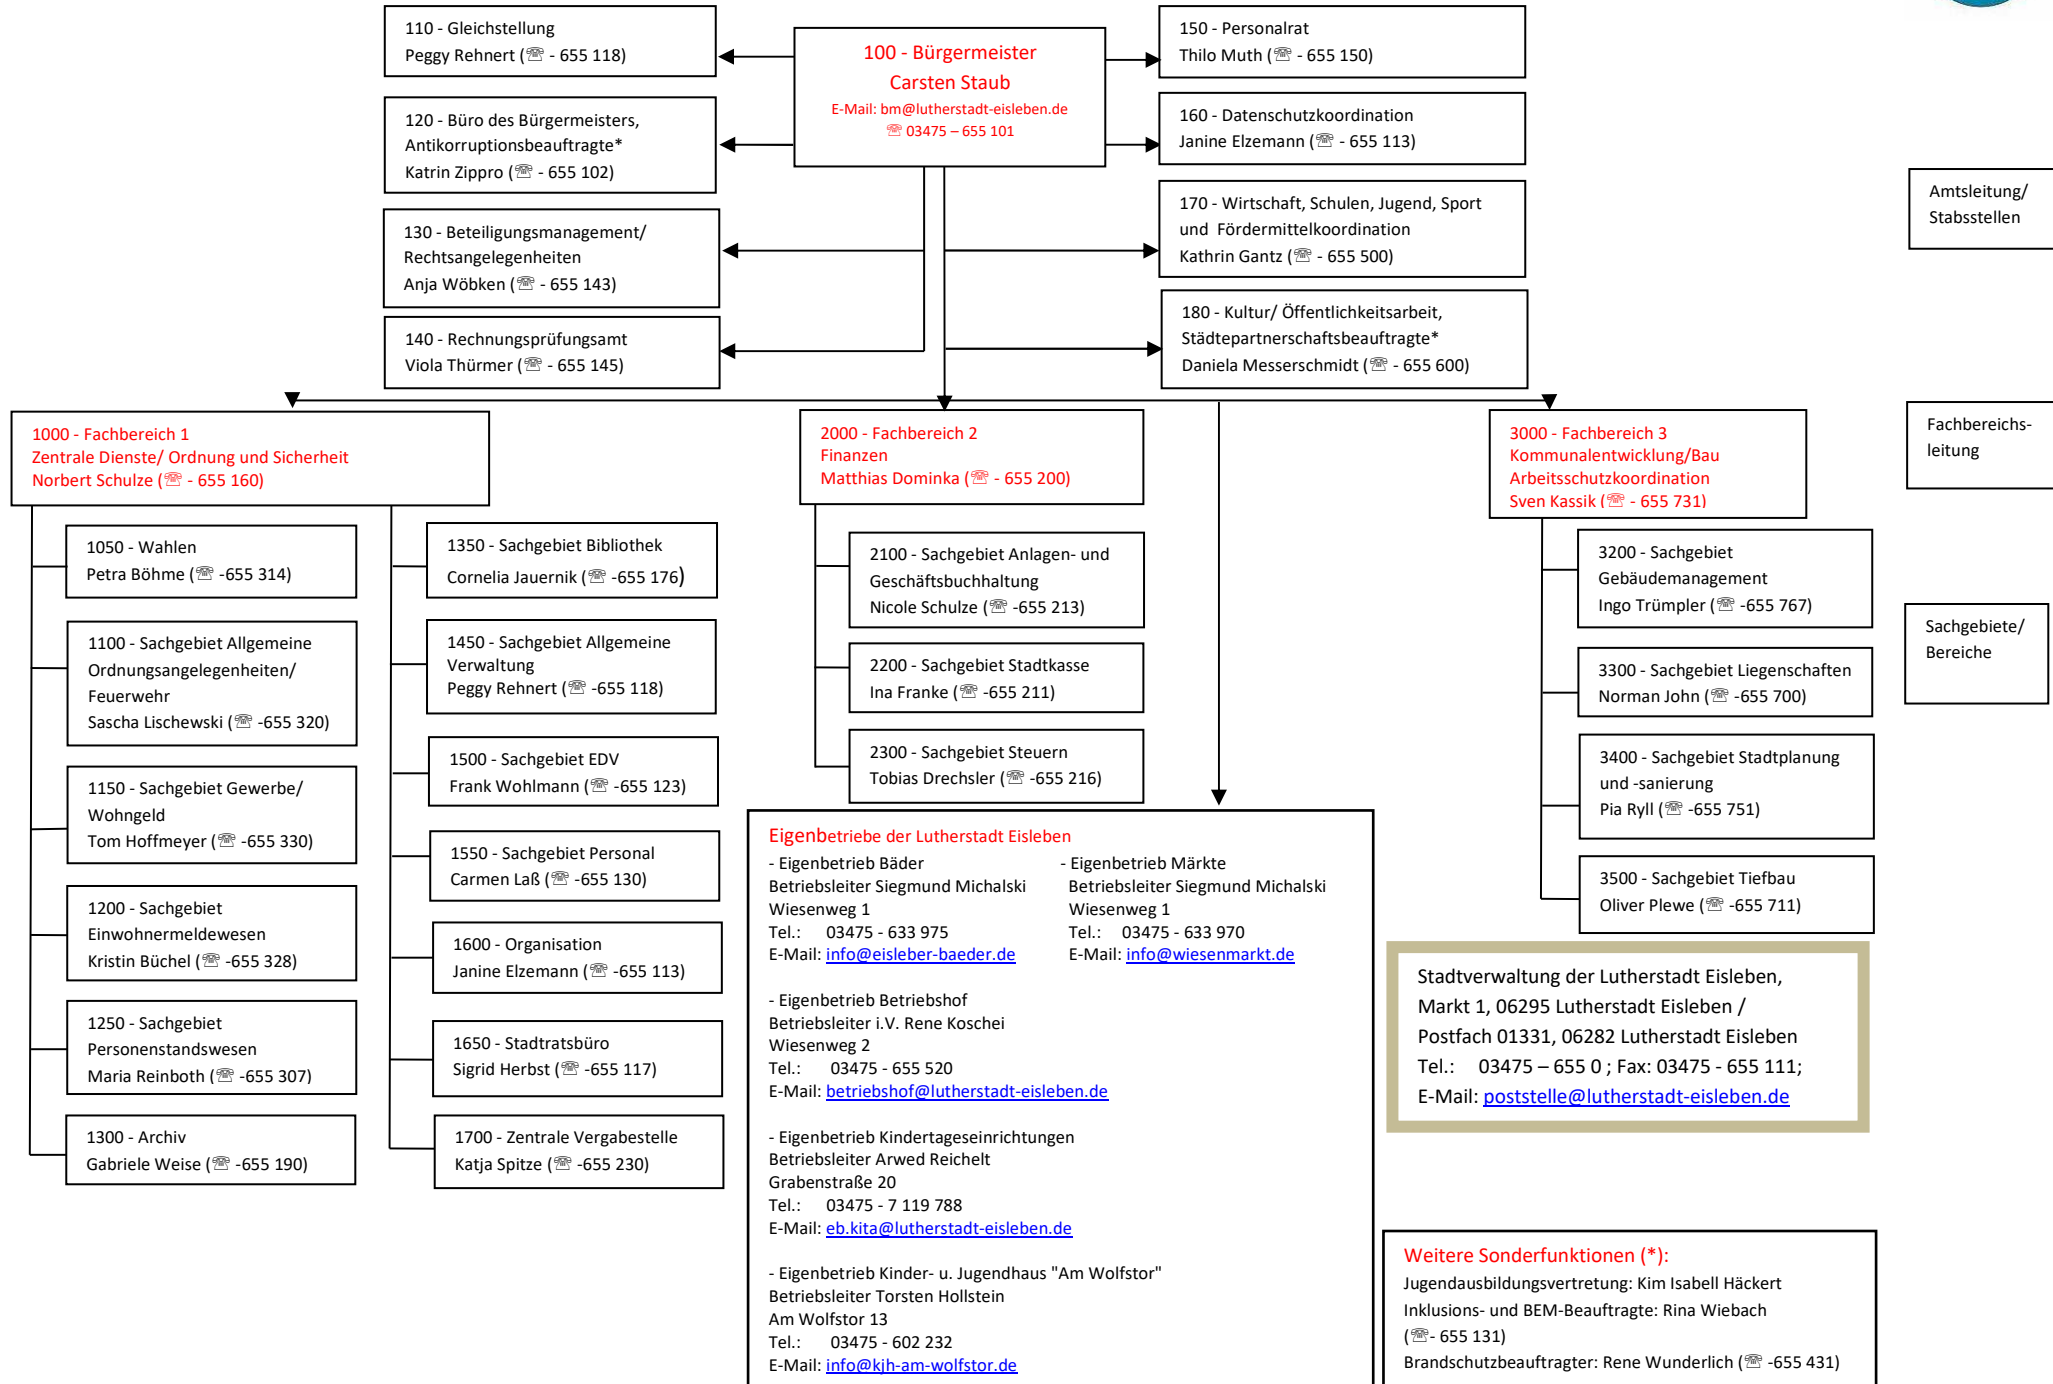 110 - Gleichstellung
Peggy Rehnert (☏ - 655 118)
100 - Bürgermeister
Carsten Staub
E-Mail: bm@lutherstadt-eisleben.de
☏ 03475 – 655 101
150 - Personalrat
Thilo Muth (☏ - 655 150)
120 - Büro des Bürgermeisters,
Antikorruptionsbeauftragte*
Katrin Zippro (☏ - 655 102)
160 - Datenschutzkoordination
Janine Elzemann (☏ - 655 113)
130 - Beteiligungsmanagement/
Rechtsangelegenheiten
Anja Wöbken (☏ - 655 143)
170 - Wirtschaft, Schulen, Jugend, Sport
und Fördermittelkoordination
Kathrin Gantz (☏ - 655 500)
140 - Rechnungsprüfungsamt
Viola Thürmer (☏ - 655 145)
180 - Kultur/ Öffentlichkeitsarbeit,
Städtepartnerschaftsbeauftragte*
Daniela Messerschmidt (☏ - 655 600)
Amtsleitung/
Stabsstellen
1000 - Fachbereich 1
Zentrale Dienste/ Ordnung und Sicherheit
Norbert Schulze (☏ - 655 160)
2000 - Fachbereich 2
Finanzen
Matthias Dominka (☏ - 655 200)
3000 - Fachbereich 3
Kommunalentwicklung/Bau
Arbeitsschutzkoordination
Sven Kassik (☏ - 655 731)
Fachbereichs-
leitung
1050 - Wahlen
Petra Böhme (☏ -655 314)
1100 - Sachgebiet Allgemeine
Ordnungsangelegenheiten/
Feuerwehr
Sascha Lischewski (☏ -655 320)
1150 - Sachgebiet Gewerbe/
Wohngeld
Tom Hoffmeyer (☏ -655 330)
1200 - Sachgebiet
Einwohnermeldewesen
Kristin Büchel (☏ -655 328)
1250 - Sachgebiet
Personenstandswesen
Maria Reinboth (☏ -655 307)
1300 - Archiv
Gabriele Weise (☏ -655 190)
1350 - Sachgebiet Bibliothek
Cornelia Jauernik (☏ -655 176)
1450 - Sachgebiet Allgemeine
Verwaltung
Peggy Rehnert (☏ -655 118)
1500 - Sachgebiet EDV
Frank Wohlmann (☏ -655 123)
1550 - Sachgebiet Personal
Carmen Laß (☏ -655 130)
1600 - Organisation
Janine Elzemann (☏ -655 113)
1650 - Stadtratsbüro
Sigrid Herbst (☏ -655 117)
1700 - Zentrale Vergabestelle
Katja Spitze (☏ -655 230)
2100 - Sachgebiet Anlagen- und
Geschäftsbuchhaltung
Nicole Schulze (☏ -655 213)
2200 - Sachgebiet Stadtkasse
Ina Franke (☏ -655 211)
2300 - Sachgebiet Steuern
Tobias Drechsler (☏ -655 216)
3200 - Sachgebiet
Gebäudemanagement
Ingo Trümpler (☏ -655 767)
3300 - Sachgebiet Liegenschaften
Norman John (☏ -655 700)
3400 - Sachgebiet Stadtplanung
und -sanierung
Pia Ryll (☏ -655 751)
3500 - Sachgebiet Tiefbau
Oliver Plewe (☏ -655 711)
Sachgebiete/
Bereiche
Eigenbetriebe der Lutherstadt Eisleben
- Eigenbetrieb Bäder
Betriebsleiter Siegmund Michalski
Wiesenweg 1
Tel.: 03475 - 633 975
E-Mail: info@eisleber-baeder.de
- Eigenbetrieb Märkte
Betriebsleiter Siegmund Michalski
Wiesenweg 1
Tel.: 03475 - 633 970
E-Mail: info@wiesenmarkt.de
- Eigenbetrieb Betriebshof
Betriebsleiter i.V. Rene Koschei
Wiesenweg 2
Tel.: 03475 - 655 520
E-Mail: betriebshof@lutherstadt-eisleben.de
- Eigenbetrieb Kindertageseinrichtungen
Betriebsleiter Arwed Reichelt
Grabenstraße 20
Tel.: 03475 - 7 119 788
E-Mail: eb.kita@lutherstadt-eisleben.de
- Eigenbetrieb Kinder- u. Jugendhaus "Am Wolfstor"
Betriebsleiter Torsten Hollstein
Am Wolfstor 13
Tel.: 03475 - 602 232
E-Mail: info@kjh-am-wolfstor.de
Stadtverwaltung der Lutherstadt Eisleben,
Markt 1, 06295 Lutherstadt Eisleben /
Postfach 01331, 06282 Lutherstadt Eisleben
Tel.: 03475 – 655 0 ; Fax: 03475 - 655 111;
E-Mail: poststelle@lutherstadt-eisleben.de
Weitere Sonderfunktionen (*):
Jugendausbildungsvertretung: Kim Isabell Häckert
Inklusions- und BEM-Beauftragte: Rina Wiebach
(☏- 655 131)
Brandschutzbeauftragter: Rene Wunderlich (☏ -655 431)